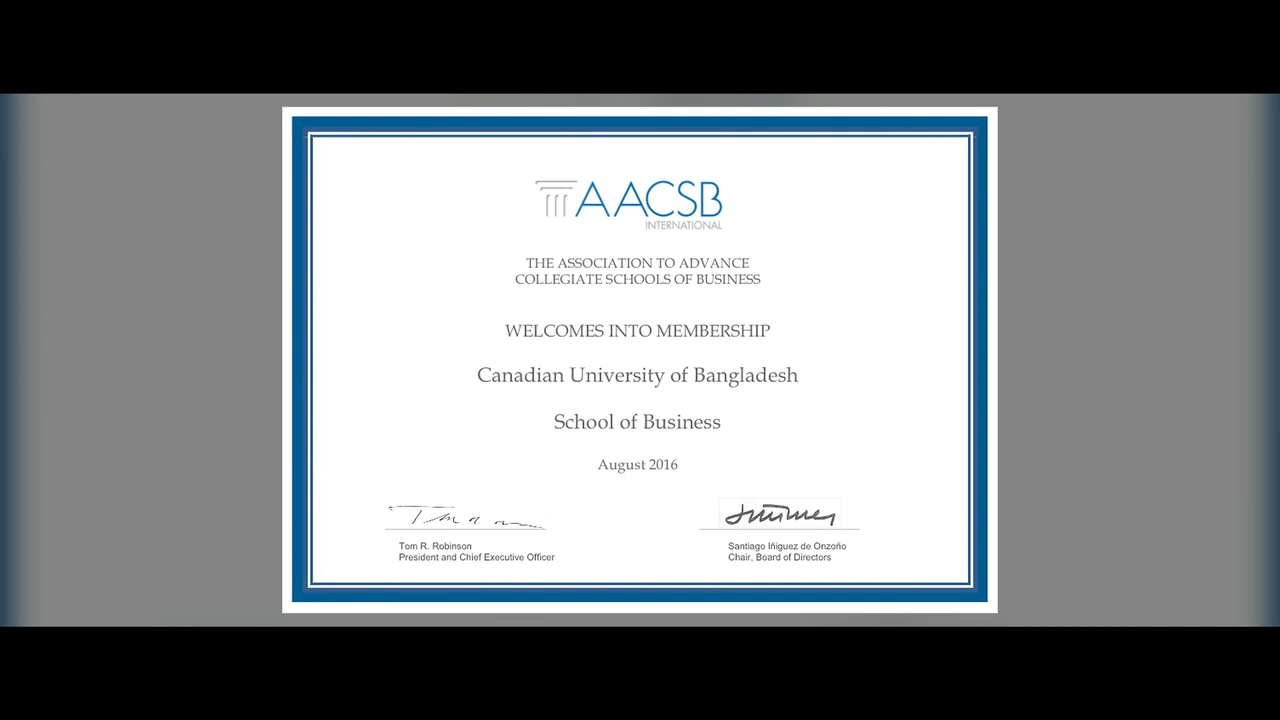 AACSB
INTERNATIONAL
THE ASSOCIATION TO ADVANCE
COLLEGIATE SCHOOLS OF BUSINESS
WELCOMES INTO MEMBERSHIP
Canadian University of Bangladesh
School of Business
August 2016
Tom R. Robinson
President and Chief Executive Officer
Santiago Iñiguez de Onzoño
Chair, Board of Directors